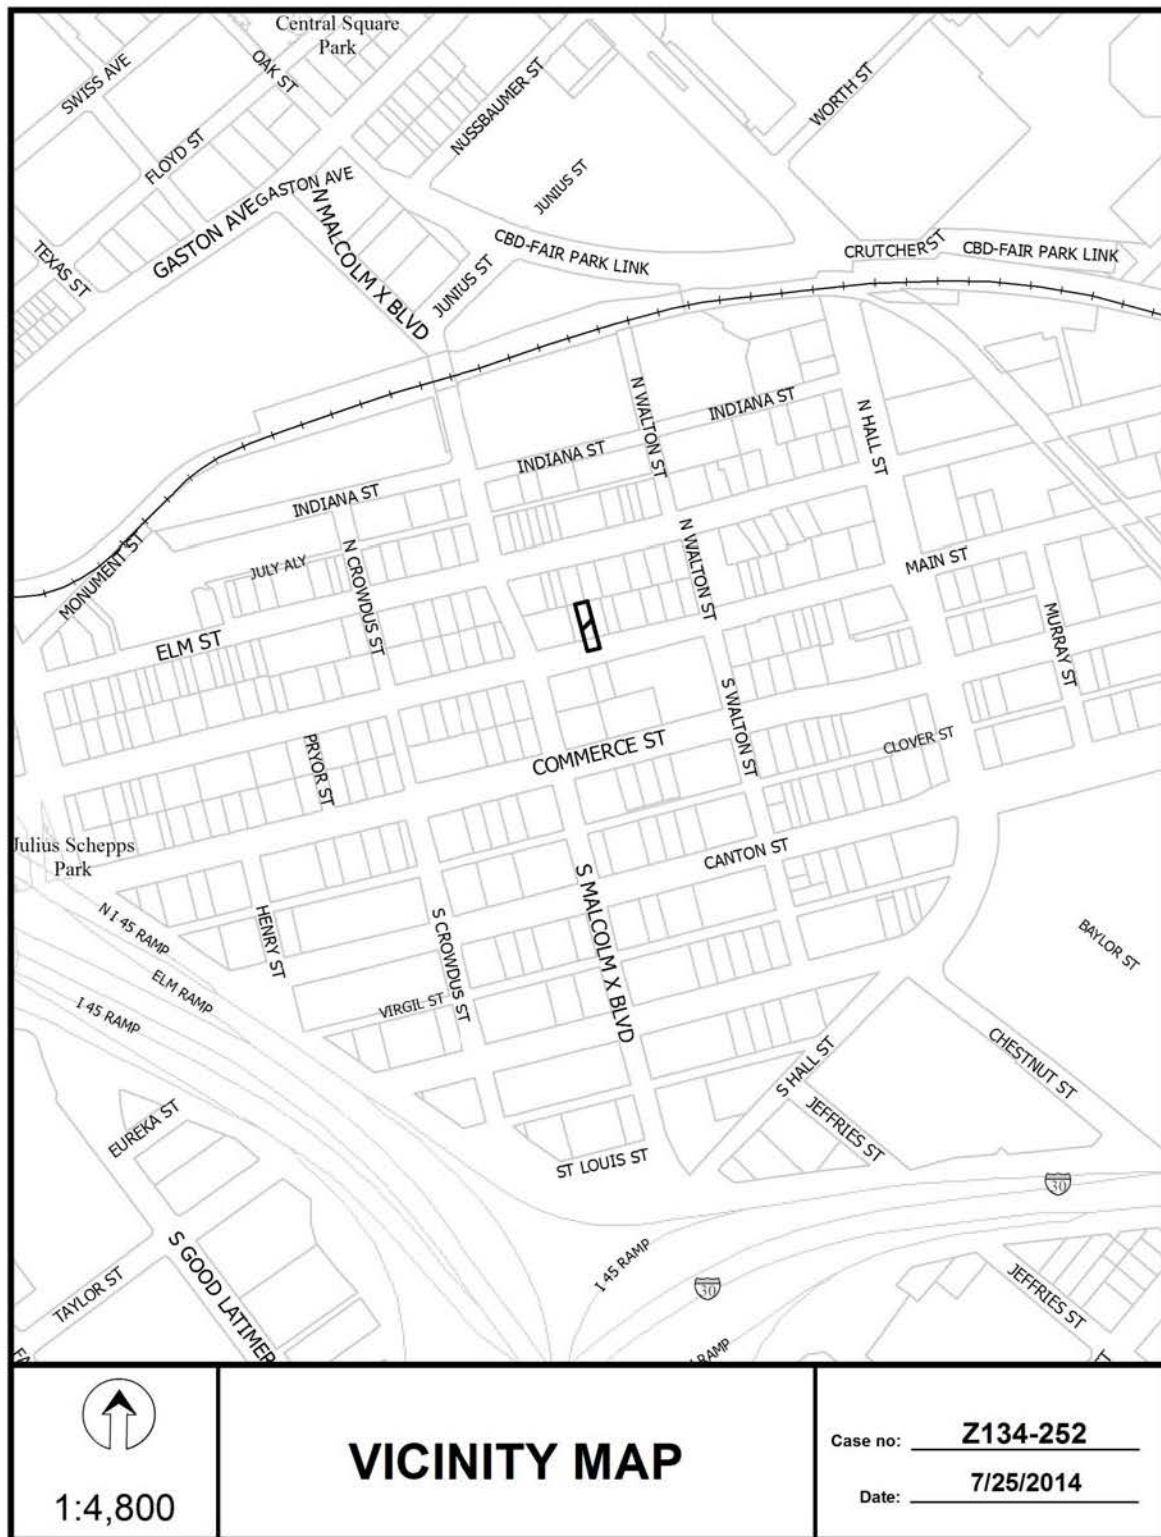 Central Square
Park
SWISS AVE
OAK ST
NUSSBAUMER ST
WORTH ST
FLOYD ST
GASTON AVE
GASTON AVE
JUNIUS ST
TEXAS ST
N MALCOLM X BLVD
JUNIUS ST
CBD-FAIR PARK LINK
CRUTCHER ST
CBD-FAIR PARK LINK
N WALTON ST
INDIANA ST
N HALL ST
INDIANA ST
INDIANA ST
MONUMENT ST
JULY ALY
N CROWDUS ST
N WALTON ST
MAIN ST
ELM ST
MURRAY ST
S WALTON ST
PRYOR ST
COMMERCE ST
CLOVER ST
Julius Schepps
Park
CANTON ST
N I 45 RAMP
HENRY ST
S CROWDUS ST
S MALCOLM X BLVD
BAYLOR ST
ELM RAMP
I 45 RAMP
VIRGIL ST
S HALL ST
CHESTNUT ST
EUREKA ST
JEFFRIES ST
ST LOUIS ST
30
S GOOD LATIMER
I 45 RAMP
30
TAYLOR ST
JEFFRIES ST
RAMP
1:4,800
VICINITY MAP
Case no: Z134-252
Date: 7/25/2014